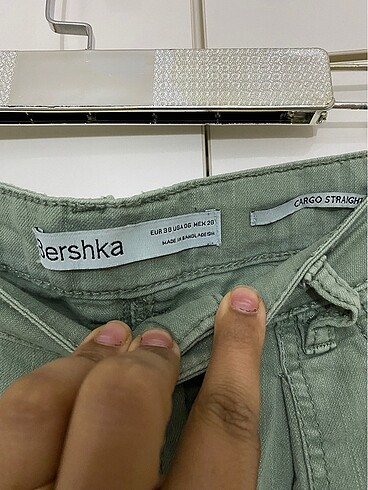 Bershka
EUR 38 USA 06 MEX 28
MADE IN BANGLADESH
CARGO STRAIGHT